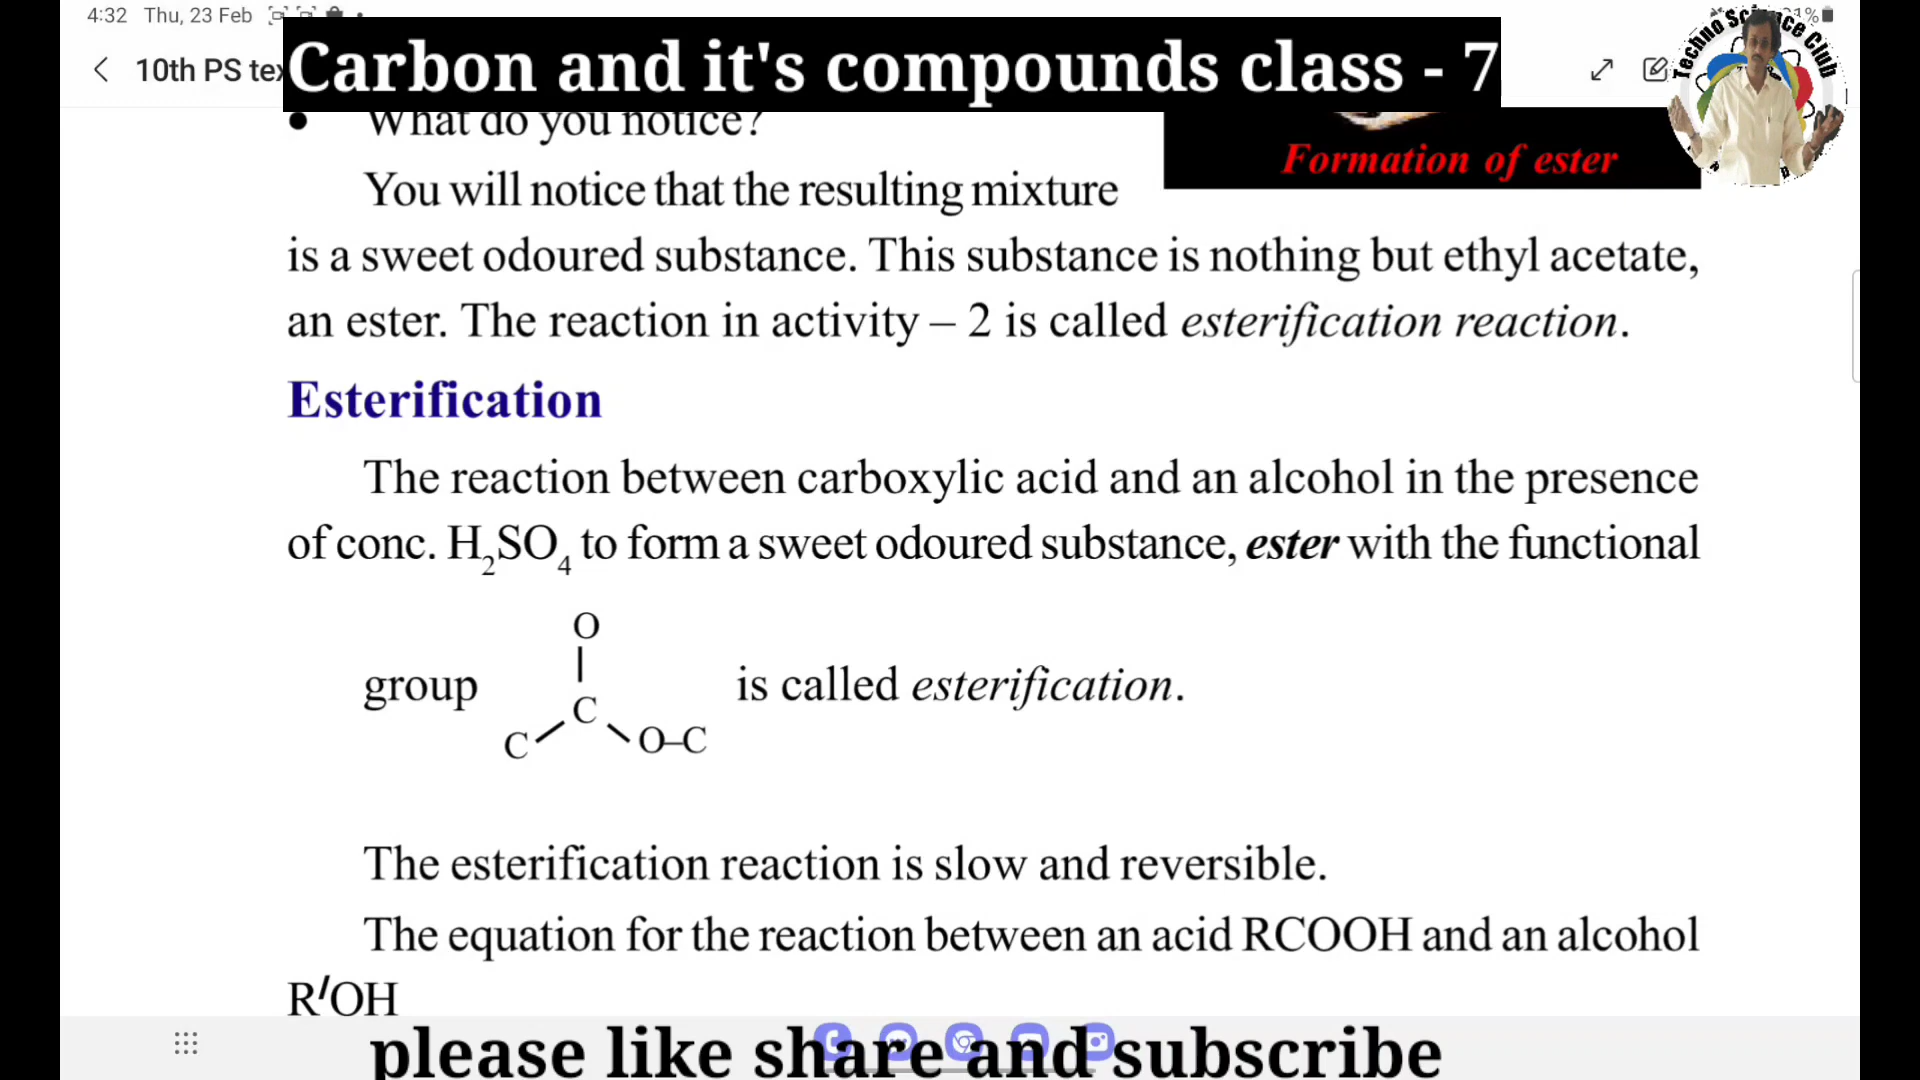 4:32 Thu, 23 Feb
10th PS tex
Carbon and it's compounds class - 7
Techno Science Club
What do you notice?
Formation of ester
You will notice that the resulting mixture
is a sweet odoured substance. This substance is nothing but ethyl acetate,
an ester. The reaction in activity – 2 is called esterification reaction.
Esterification
The reaction between carboxylic acid and an alcohol in the presence
of conc. H₂SO₄ to form a sweet odoured substance, ester with the functional
O
group C C O–C is called esterification.
The esterification reaction is slow and reversible.
The equation for the reaction between an acid RCOOH and an alcohol
R′OH
please like share and subscribe